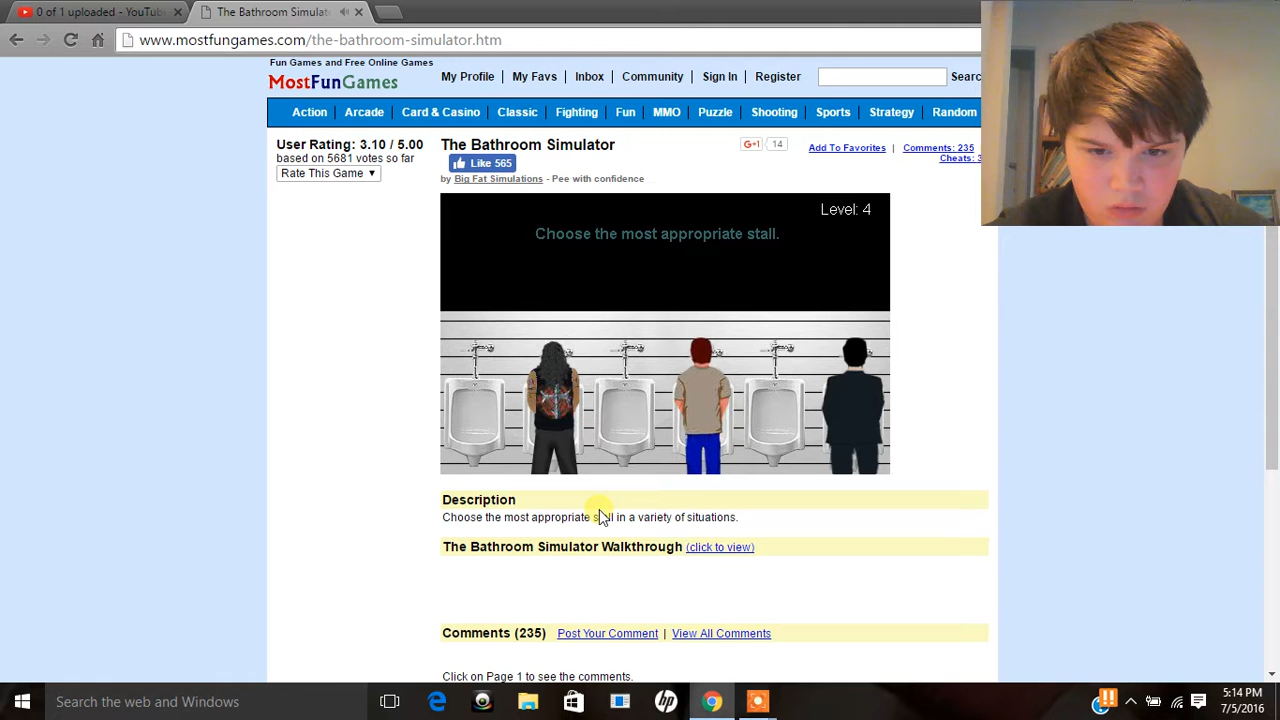 0 of 1 uploaded - YouTube
The Bathroom Simulat
www.mostfungames.com/the-bathroom-simulator.htm
Fun Games and Free Online Games
MostFunGames
My Profile | My Favs | Inbox | Community | Sign In | Register
Searc
Action Arcade Card & Casino Classic Fighting Fun MMO Puzzle Shooting Sports Strategy Random
User Rating: 3.10 / 5.00
based on 5681 votes so far
Rate This Game
The Bathroom Simulator
G+1 14
Add To Favorites | Comments: 235
Cheats: 3
Like 565
by Big Fat Simulations - Pee with confidence
Level: 4
Choose the most appropriate stall.
Description
Choose the most appropriate stall in a variety of situations.
The Bathroom Simulator Walkthrough (click to view)
Comments (235) Post Your Comment | View All Comments
Click on Page 1 to see the comments.
Search the web and Windows
hp
5:14 PM
7/5/2016